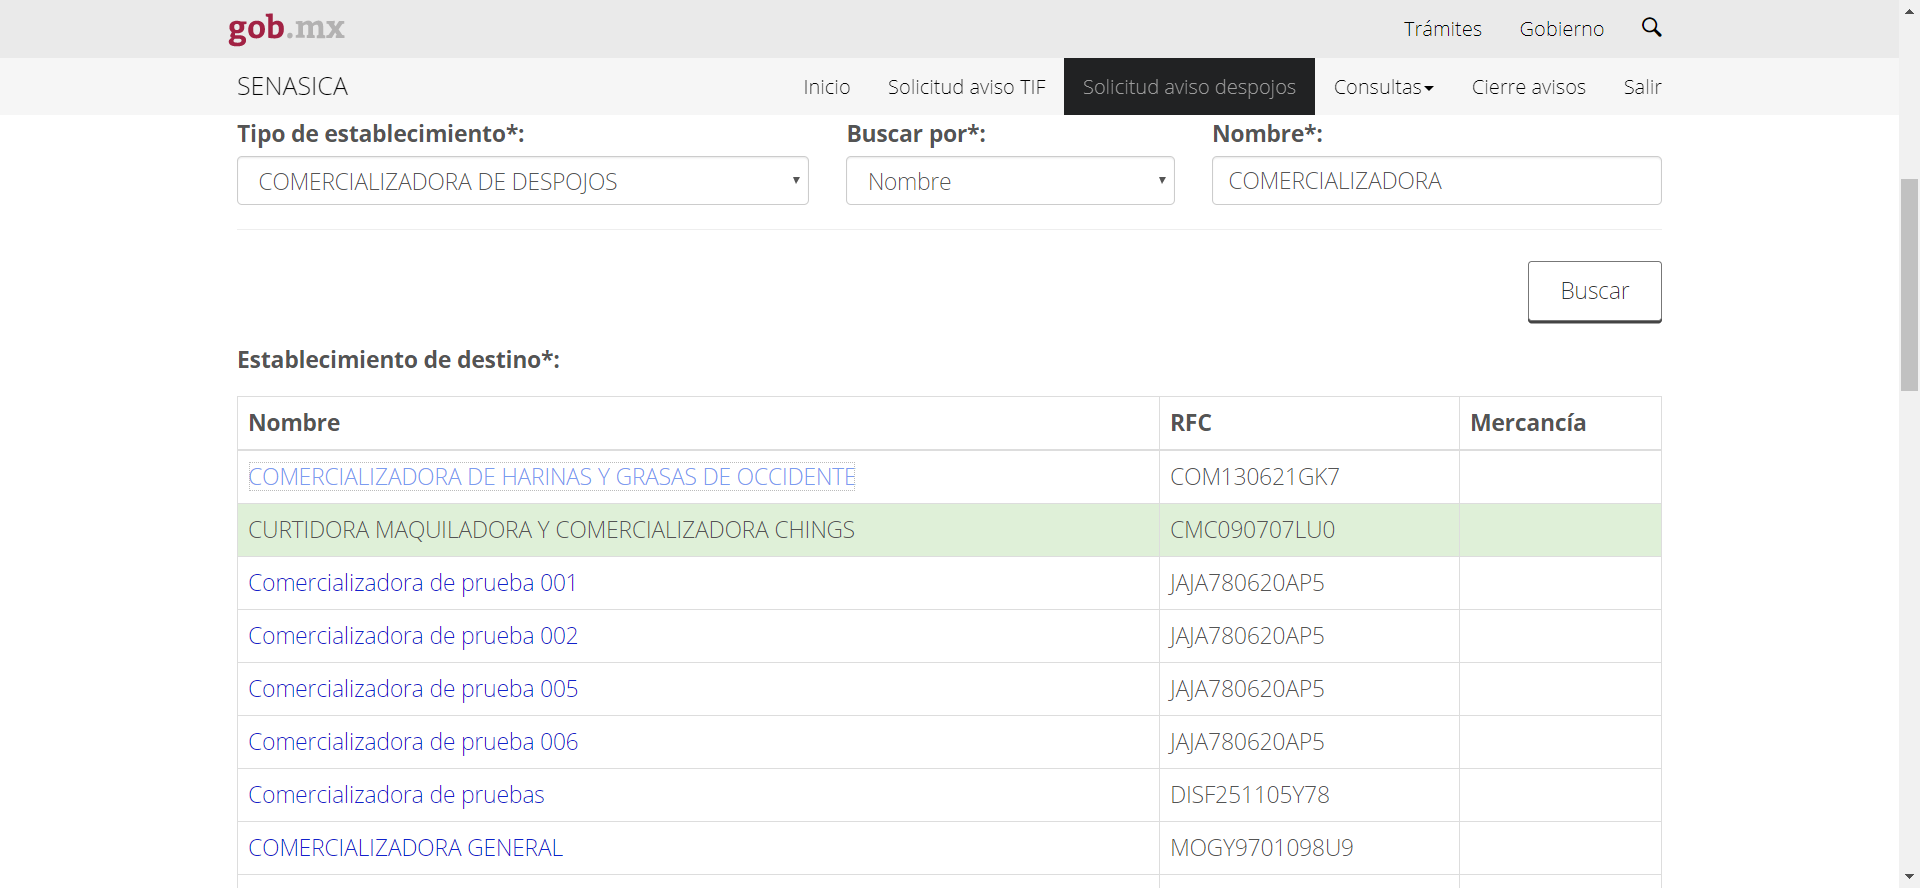 gob.mx
Trámites Gobierno
SENASICA
Inicio Solicitud aviso TIF Solicitud aviso despojos Consultas Cierre avisos Salir
Tipo de establecimiento*: Buscar por*: Nombre*:
COMERCIALIZADORA DE DESPOJOS Nombre COMERCIALIZADORA
Buscar
Establecimiento de destino*:
Nombre RFC Mercancía
COMERCIALIZADORA DE HARINAS Y GRASAS DE OCCIDENTE COM130621GK7
CURTIDORA MAQUILADORA Y COMERCIALIZADORA CHINGS CMC090707LU0
Comercializadora de prueba 001 JAJA780620AP5
Comercializadora de prueba 002 JAJA780620AP5
Comercializadora de prueba 005 JAJA780620AP5
Comercializadora de prueba 006 JAJA780620AP5
Comercializadora de pruebas DISF251105Y78
COMERCIALIZADORA GENERAL MOGY9701098U9